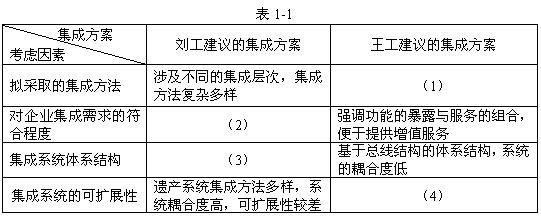 表 1-1
集成方案
考虑因素
刘工建议的集成方案
王工建议的集成方案
拟采取的集成方法
涉及不同的集成层次，集成
方法复杂多样
（1）
对企业集成需求的符
合程度
（2）
强调功能的暴露与服务的组合，
便于提供增值服务
集成系统体系结构
（3）
基于总线结构的体系结构，系统
的耦合度低
集成系统的可扩展性
遗产系统集成方法多样，系
统耦合度高，可扩展性较差
（4）